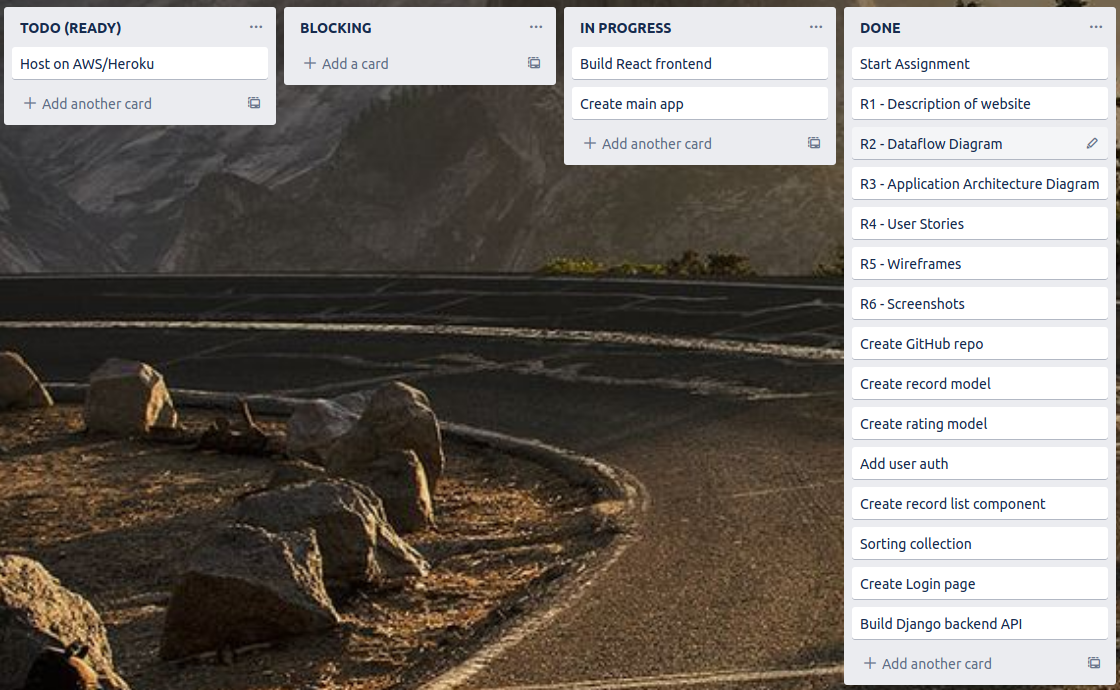 TODO (READY)
Host on AWS/Heroku
Add another card
BLOCKING
Add a card
IN PROGRESS
Build React frontend
Create main app
Add another card
DONE
Start Assignment
R1 - Description of website
R2 - Dataflow Diagram
R3 - Application Architecture Diagram
R4 - User Stories
R5 - Wireframes
R6 - Screenshots
Create GitHub repo
Create record model
Create rating model
Add user auth
Create record list component
Sorting collection
Create Login page
Build Django backend API
Add another card